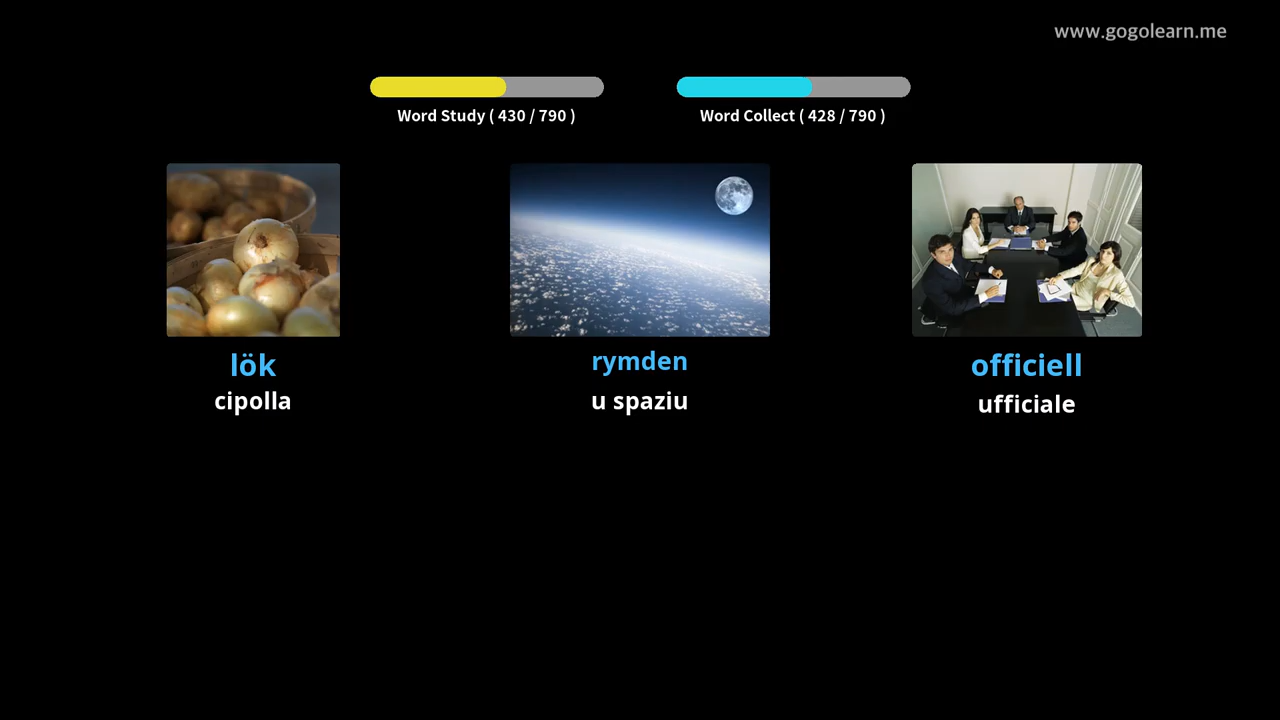 www.gogolearn.me
Word Study ( 430 / 790 )
Word Collect ( 428 / 790 )
lök
cipolla
rymden
u spaziu
officiell
ufficiale